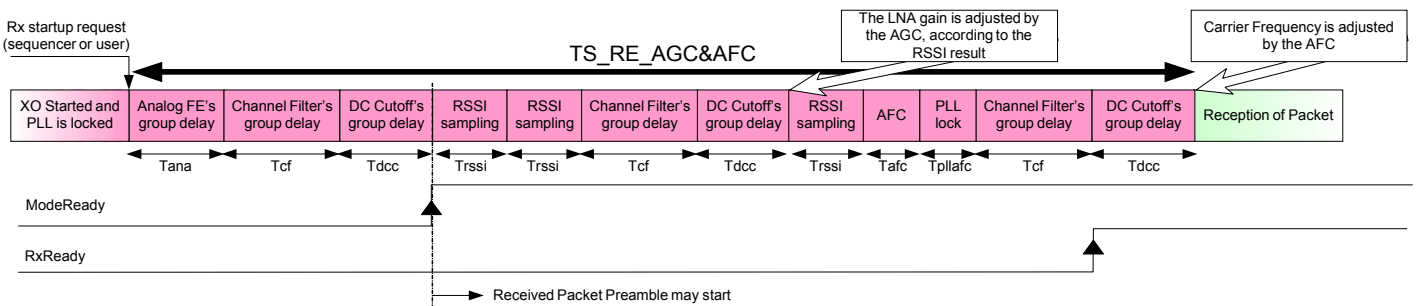 Rx startup request
(sequencer or user)
TS_RE_AGC&AFC
The LNA gain is adjusted by
the AGC, according to the
RSSI result
Carrier Frequency is adjusted
by the AFC
XO Started and
PLL is locked
Analog FE's
group delay
Channel Filter's
group delay
DC Cutoff's
group delay
RSSI
sampling
RSSI
sampling
Channel Filter's
group delay
DC Cutoff's
group delay
RSSI
sampling
AFC
PLL
lock
Channel Filter's
group delay
DC Cutoff's
group delay
Reception of Packet
Tana
Tcf
Tdcc
Trssi
Trssi
Tcf
Tdcc
Trssi
Tafc
Tpllafc
Tcf
Tdcc
ModeReady
RxReady
Received Packet Preamble may start